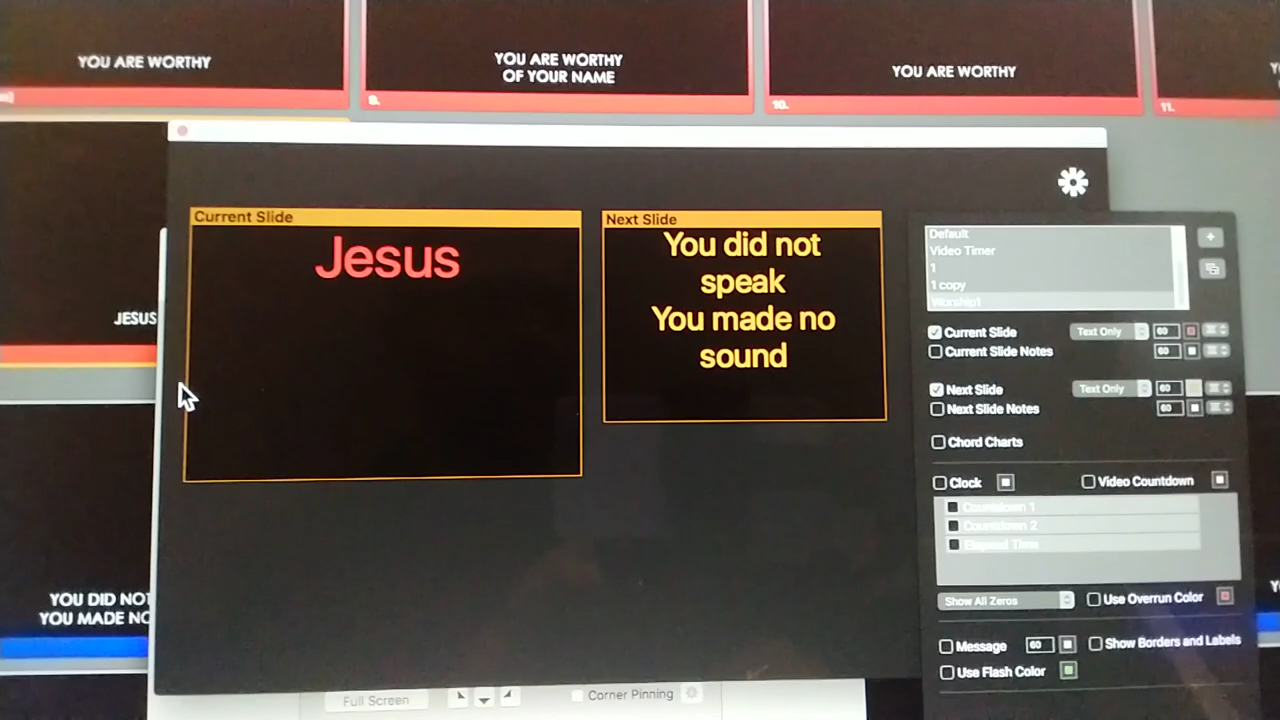 YOU ARE WORTHY
YOU ARE WORTHY
OF YOUR NAME
YOU ARE WORTHY
9.
10.
11.
Current Slide
Jesus
Next Slide
You did not
speak
You made no
sound
JESUS
YOU DID NOT
YOU MADE NO
Default
Video Timer
1
1 copy
Worship1
Current Slide
Text Only
60
Current Slide Notes
60
Next Slide
Text Only
60
Next Slide Notes
60
Chord Charts
Clock
Video Countdown
Countdown 1
Countdown 2
Elapsed Time
Show All Zeros
Use Overrun Color
Message
60
Show Borders and Labels
Use Flash Color
Full Screen
Corner Pinning